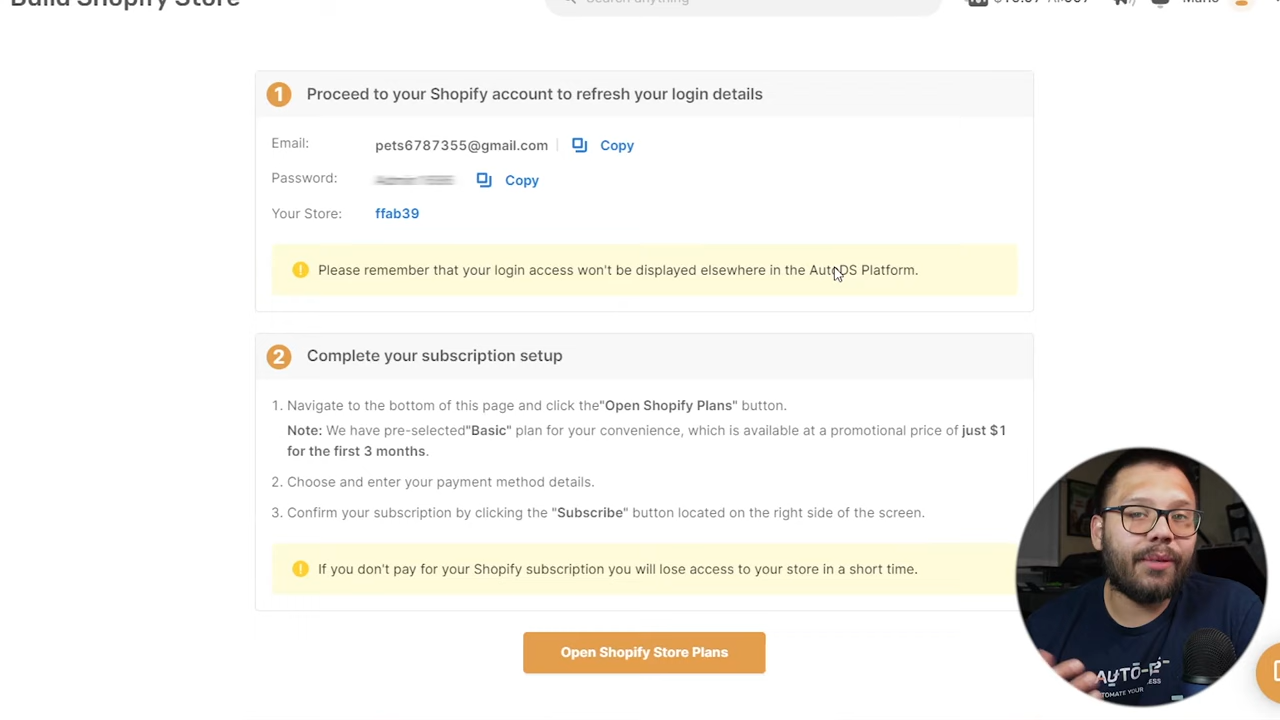 Build Shopify Store
Search anything
Mario
1 Proceed to your Shopify account to refresh your login details
Email: pets6787355@gmail.com Copy
Password: Copy
Your Store: ffab39
Please remember that your login access won't be displayed elsewhere in the AutoDS Platform.
2 Complete your subscription setup
1. Navigate to the bottom of this page and click the"Open Shopify Plans" button.
Note: We have pre-selected"Basic" plan for your convenience, which is available at a promotional price of just $1
for the first 3 months.
2. Choose and enter your payment method details.
3. Confirm your subscription by clicking the "Subscribe" button located on the right side of the screen.
If you don't pay for your Shopify subscription you will lose access to your store in a short time.
Open Shopify Store Plans